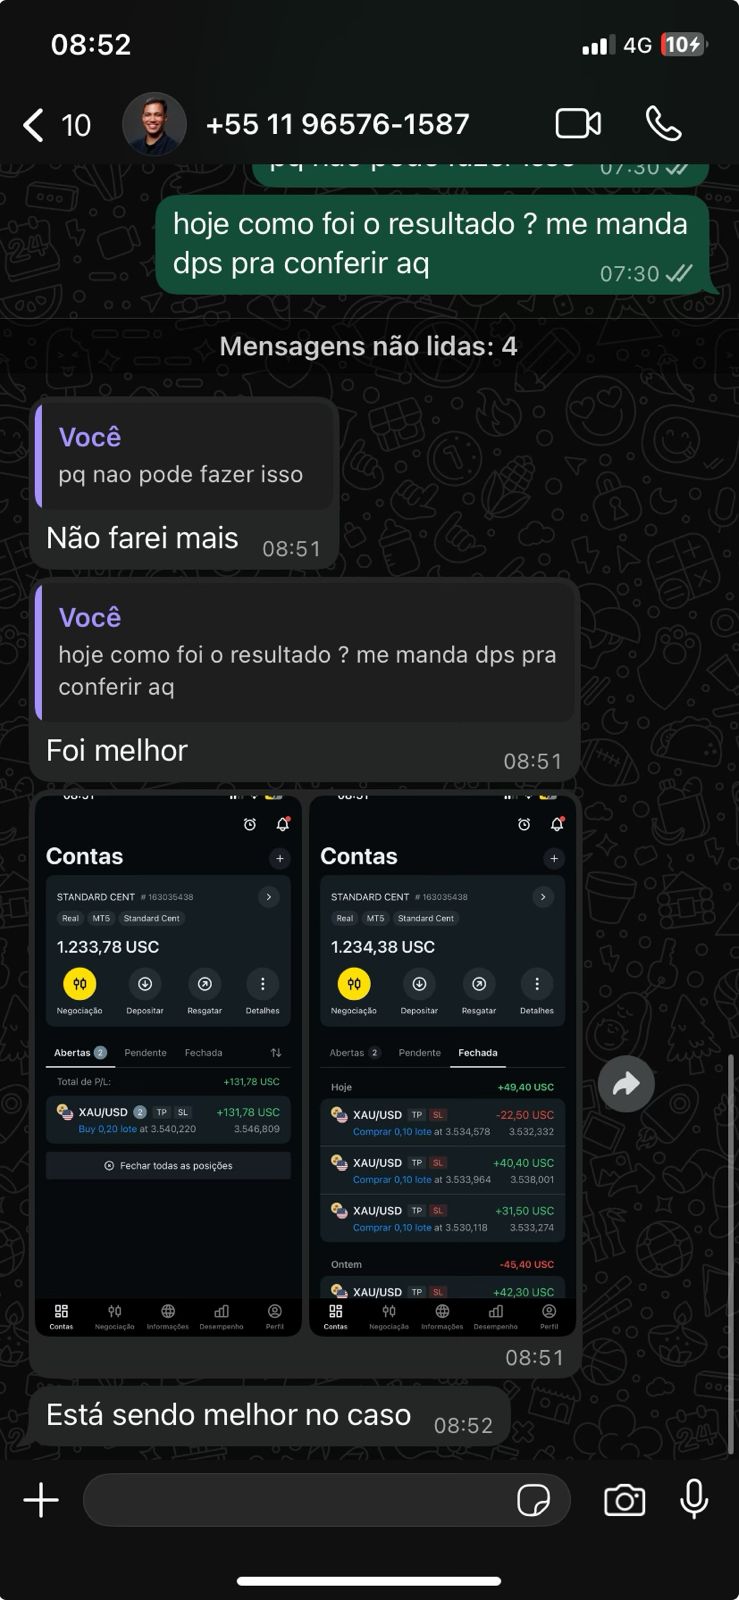 08:52
4G
10
10
+55 11 96576-1587
07:30
hoje como foi o resultado ? me manda
dps pra conferir aq
07:30
Mensagens não lidas: 4
Você
pq nao pode fazer isso
Não farei mais
08:51
Você
hoje como foi o resultado ? me manda dps pra
conferir aq
Foi melhor
08:51
Contas
STANDARD CENT # 163035438
Real MT5 Standard Cent
1.233,78 USC
Negociação Depositar Resgatar Detalhes
Abertas 2 Pendente Fechada
Total de P/L: +131,78 USC
XAU/USD 2 TP SL +131,78 USC
Buy 0,20 lote at 3.540,220 3.546,809
Fechar todas as posições
Contas Negociação Informações Desempenho Perfil
Contas
STANDARD CENT # 163035438
Real MT5 Standard Cent
1.234,38 USC
Negociação Depositar Resgatar Detalhes
Abertas 2 Pendente Fechada
Hoje +49,40 USC
XAU/USD TP SL -22,50 USC
Comprar 0,10 lote at 3.534,578 3.532,332
XAU/USD TP SL +40,40 USC
Comprar 0,10 lote at 3.533,964 3.538,001
XAU/USD TP SL +31,50 USC
Comprar 0,10 lote at 3.530,118 3.533,274
Ontem -45,40 USC
XAU/USD TP SL +42,30 USC
Contas Negociação Informações Desempenho Perfil
08:51
Está sendo melhor no caso
08:52